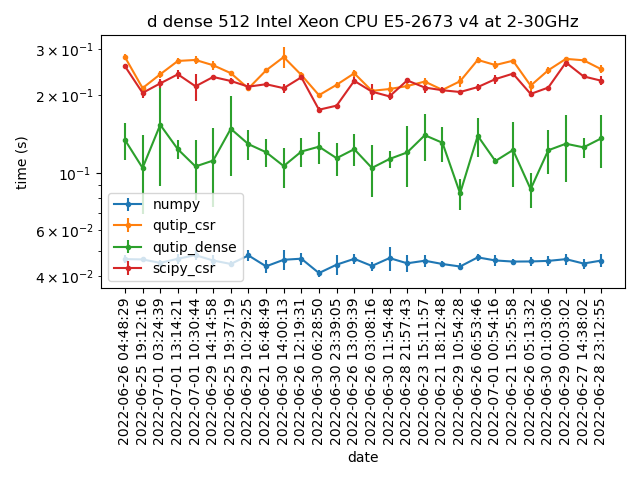 d dense 512 Intel Xeon CPU E5-2673 v4 at 2-30GHz
time (s)
3 × 10⁻¹
2 × 10⁻¹
10⁻¹
6 × 10⁻²
4 × 10⁻²
numpy
qutip_csr
qutip_dense
scipy_csr
2022-06-26 04:48:29
2022-06-25 19:12:16
2022-07-01 03:24:39
2022-07-01 13:14:21
2022-07-01 10:30:44
2022-06-29 14:14:58
2022-06-25 19:37:19
2022-06-29 10:29:25
2022-06-21 16:48:49
2022-06-30 14:00:13
2022-06-26 12:19:31
2022-06-30 06:28:50
2022-06-30 23:39:05
2022-06-26 13:09:39
2022-06-26 03:08:16
2022-06-30 11:54:48
2022-06-28 21:57:43
2022-06-23 15:11:57
2022-06-21 18:12:48
2022-06-29 10:54:28
2022-06-26 06:53:46
2022-07-01 00:54:16
2022-06-21 15:25:58
2022-06-26 05:13:32
2022-06-30 01:03:06
2022-06-29 00:03:02
2022-06-27 14:38:02
2022-06-28 23:12:55
date